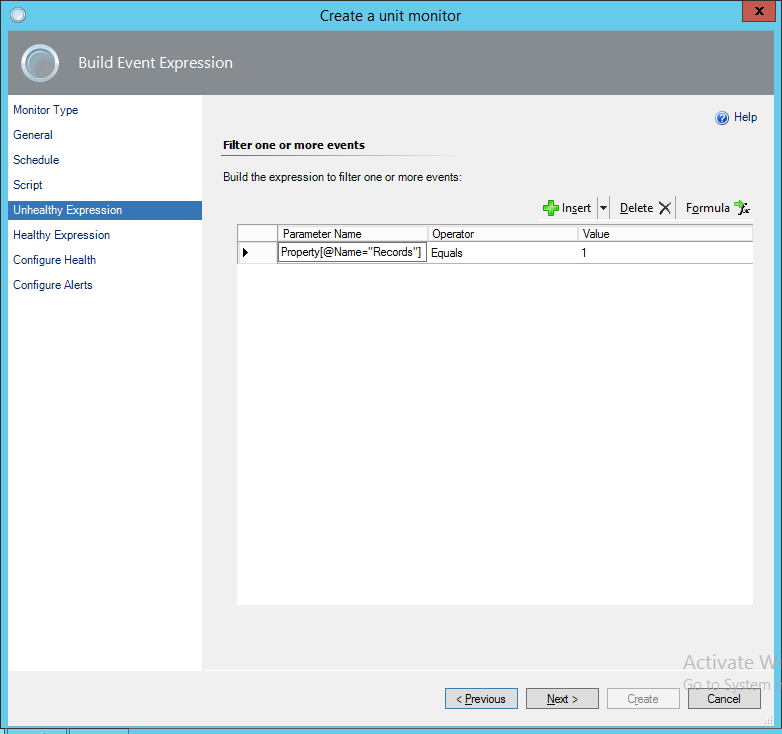 Create a unit monitor
x
Build Event Expression
Monitor Type
General
Schedule
Script
Unhealthy Expression
Healthy Expression
Configure Health
Configure Alerts
? Help
Filter one or more events
Build the expression to filter one or more events:
Insert Delete Formula fx
Parameter Name Operator Value
Property[@Name="Records"] Equals 1
Activate W
Go to System
< Previous Next > Create Cancel